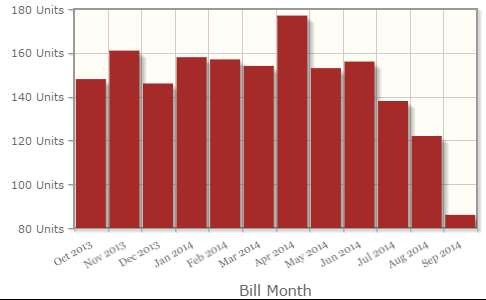 180 Units
160 Units
140 Units
120 Units
100 Units
80 Units
Oct 2013
Nov 2013
Dec 2013
Jan 2014
Feb 2014
Mar 2014
Apr 2014
May 2014
Jun 2014
Jul 2014
Aug 2014
Sep 2014
Bill Month